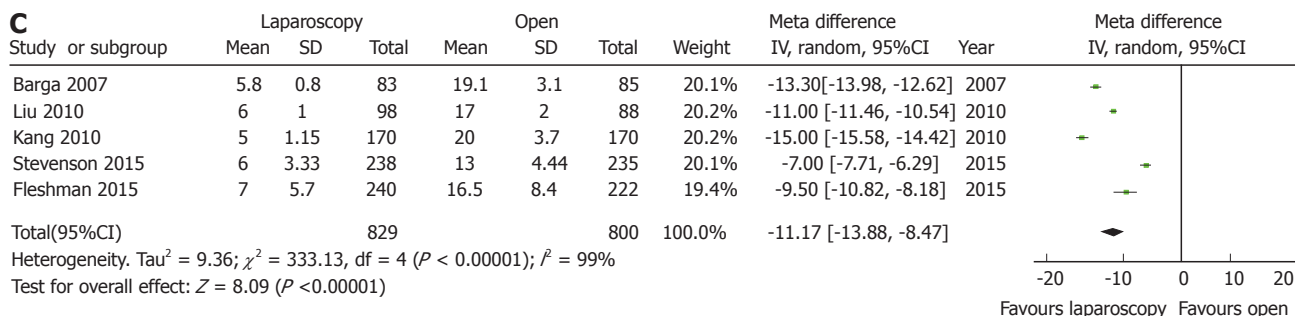 C
Laparoscopy Open Meta difference Meta difference
Study or subgroup Mean SD Total Mean SD Total Weight IV, random, 95%CI Year IV, random, 95%CI
Barga 2007 5.8 0.8 83 19.1 3.1 85 20.1% -13.30[-13.98, -12.62] 2007
Liu 2010 6 1 98 17 2 88 20.2% -11.00 [-11.46, -10.54] 2010
Kang 2010 5 1.15 170 20 3.7 170 20.2% -15.00 [-15.58, -14.42] 2010
Stevenson 2015 6 3.33 238 13 4.44 235 20.1% -7.00 [-7.71, -6.29] 2015
Fleshman 2015 7 5.7 240 16.5 8.4 222 19.4% -9.50 [-10.82, -8.18] 2015
Total(95%CI) 829 800 100.0% -11.17 [-13.88, -8.47]
Heterogeneity. Tau² = 9.36; χ² = 333.13, df = 4 (P < 0.00001); I² = 99%
Test for overall effect: Z = 8.09 (P <0.00001)
-20 -10 0 10 20
Favours laparoscopy Favours open